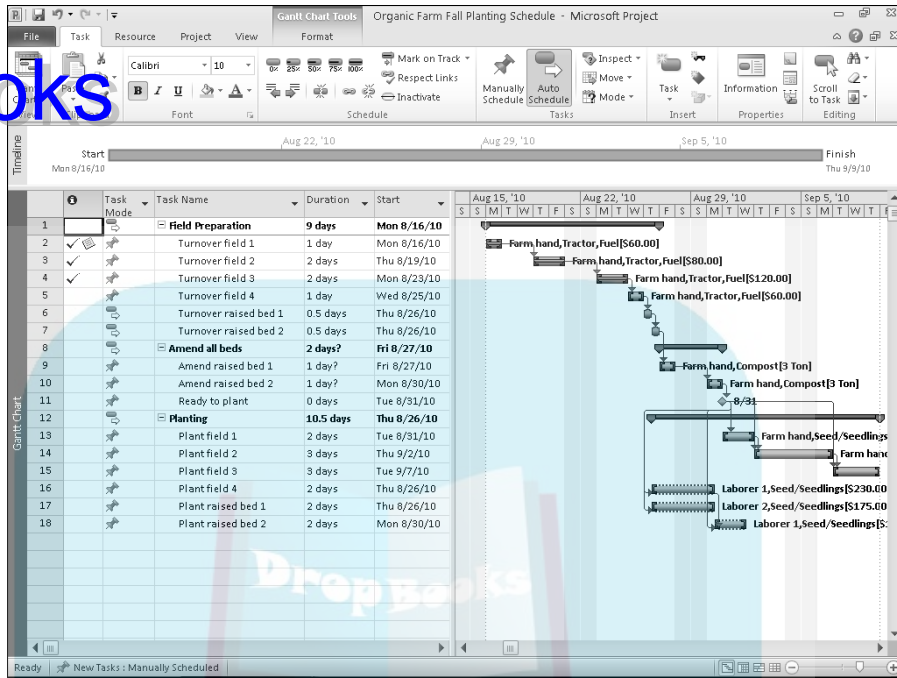 Gantt Chart Tools Organic Farm Fall Planting Schedule - Microsoft Project
File Task Resource Project View Format
Calibri 10
B I U A
0x 25x 50x 75x 100x
Mark on Track
Respect Links
Inactivate
Manually Schedule
Auto Schedule
Inspect
Move
Mode
Task
Information
Scroll to Task
Font Schedule Tasks Insert Properties Editing
oks
Timeline
Aug 22, '10 Aug 29, '10 Sep 5, '10
Start Finish
Mon 8/16/10 Thu 9/9/10
Task Mode Task Name Duration Start
Aug 15, '10 Aug 22, '10 Aug 29, '10 Sep 5, '10
S S M T W T F S S M T W T F S S M T W T F S S M T W T F
1 Field Preparation 9 days Mon 8/16/10
2 Turnover field 1 1 day Mon 8/16/10 Farm hand,Tractor,Fuel[$60.00]
3 Turnover field 2 2 days Thu 8/19/10 Farm hand,Tractor,Fuel[$80.00]
4 Turnover field 3 2 days Mon 8/23/10 Farm hand,Tractor,Fuel[$120.00]
5 Turnover field 4 1 day Wed 8/25/10 Farm hand,Tractor,Fuel[$60.00]
6 Turnover raised bed 1 0.5 days Thu 8/26/10
7 Turnover raised bed 2 0.5 days Thu 8/26/10
8 Amend all beds 2 days? Fri 8/27/10
9 Amend raised bed 1 1 day? Fri 8/27/10 Farm hand,Compost[3 Ton]
10 Amend raised bed 2 1 day? Mon 8/30/10 Farm hand,Compost[3 Ton]
11 Ready to plant 0 days Tue 8/31/10 8/31
12 Planting 10.5 days Thu 8/26/10
13 Plant field 1 2 days Tue 8/31/10 Farm hand,Seed/Seedlings
14 Plant field 2 3 days Thu 9/2/10 Farm hand
15 Plant field 3 3 days Tue 9/7/10
16 Plant field 4 2 days Thu 8/26/10 Laborer 1,Seed/Seedlings[$230.00
17 Plant raised bed 1 2 days Thu 8/26/10 Laborer 2,Seed/Seedlings[$175.00
18 Plant raised bed 2 2 days Mon 8/30/10 Laborer 1,Seed/Seedlings[$
Gantt Chart
DropBooks
Ready New Tasks : Manually Scheduled